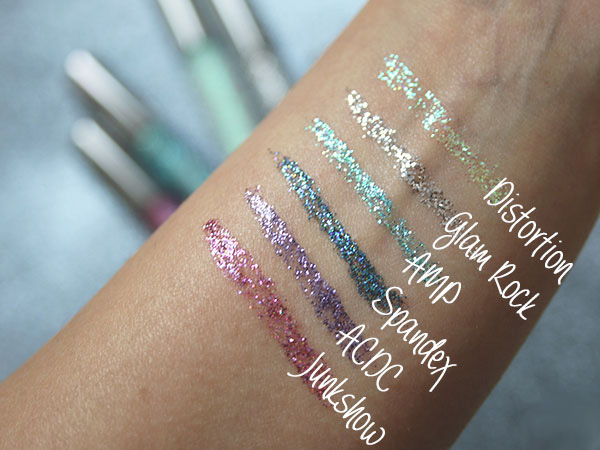 Distortion
Glam Rock
AMP
Spandex
ACDC
Junkshow